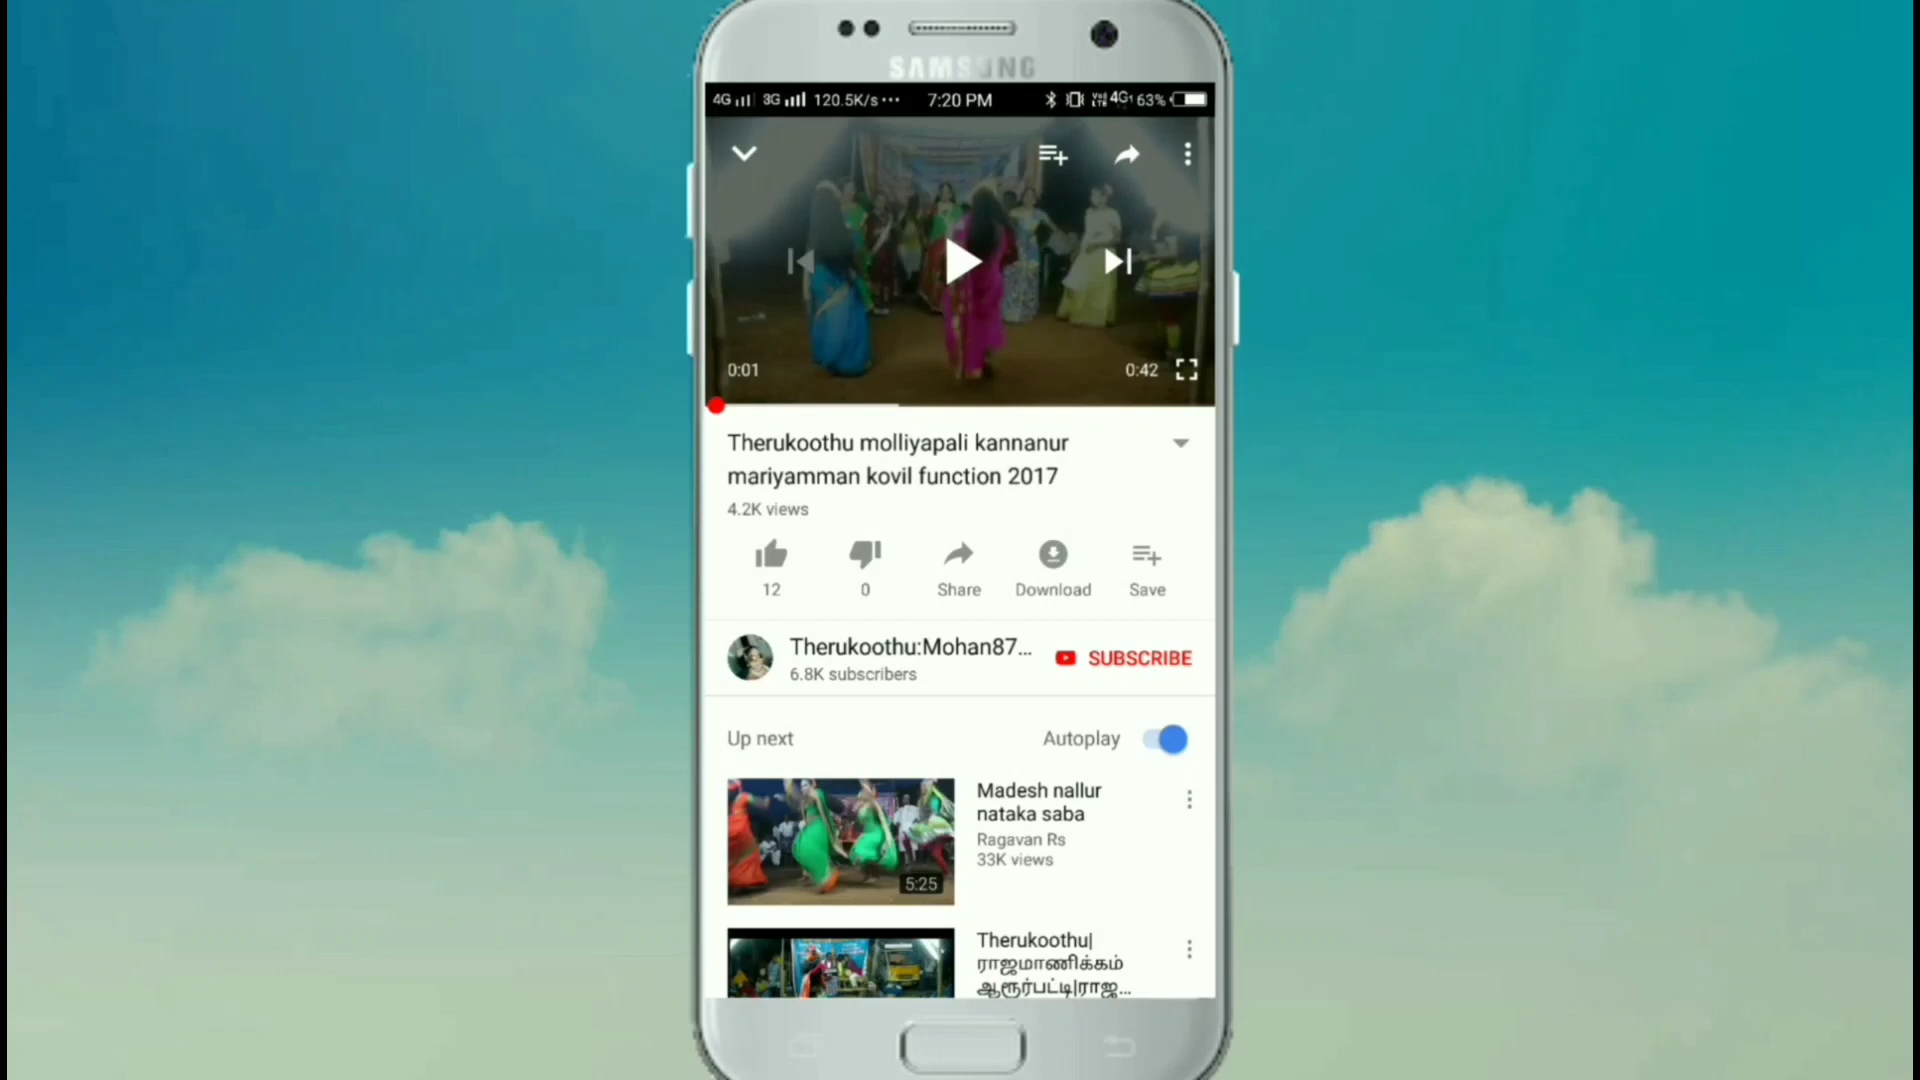 SAMSUNG
4G 3G 120.5K/s ... 7:20 PM 4G 63%
0:01 0:42
Therukoothu molliyapali kannanur
mariyamman kovil function 2017
4.2K views
12 0 Share Download Save
Therukoothu:Mohan87...
6.8K subscribers
SUBSCRIBE
Up next Autoplay
Madesh nallur
nataka saba
Ragavan Rs
33K views
5:25
Therukoothu|
ராஜமாணிக்கம்
ஆரூர்பட்டி|ராஜ...